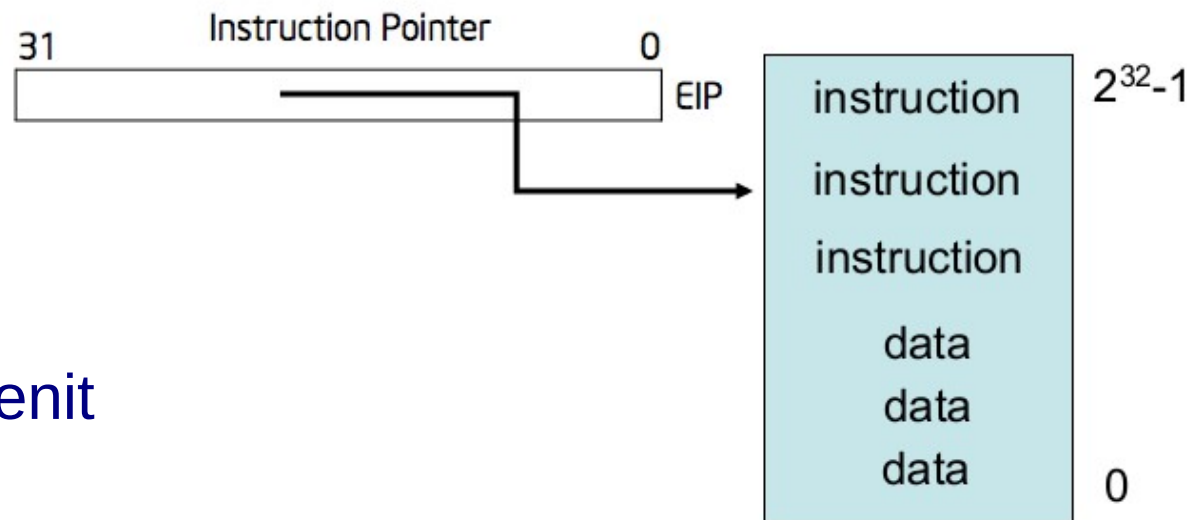 Instruction Pointer
31 0
EIP
instruction 2³²-1
instruction
instruction
data
enit
data
data 0